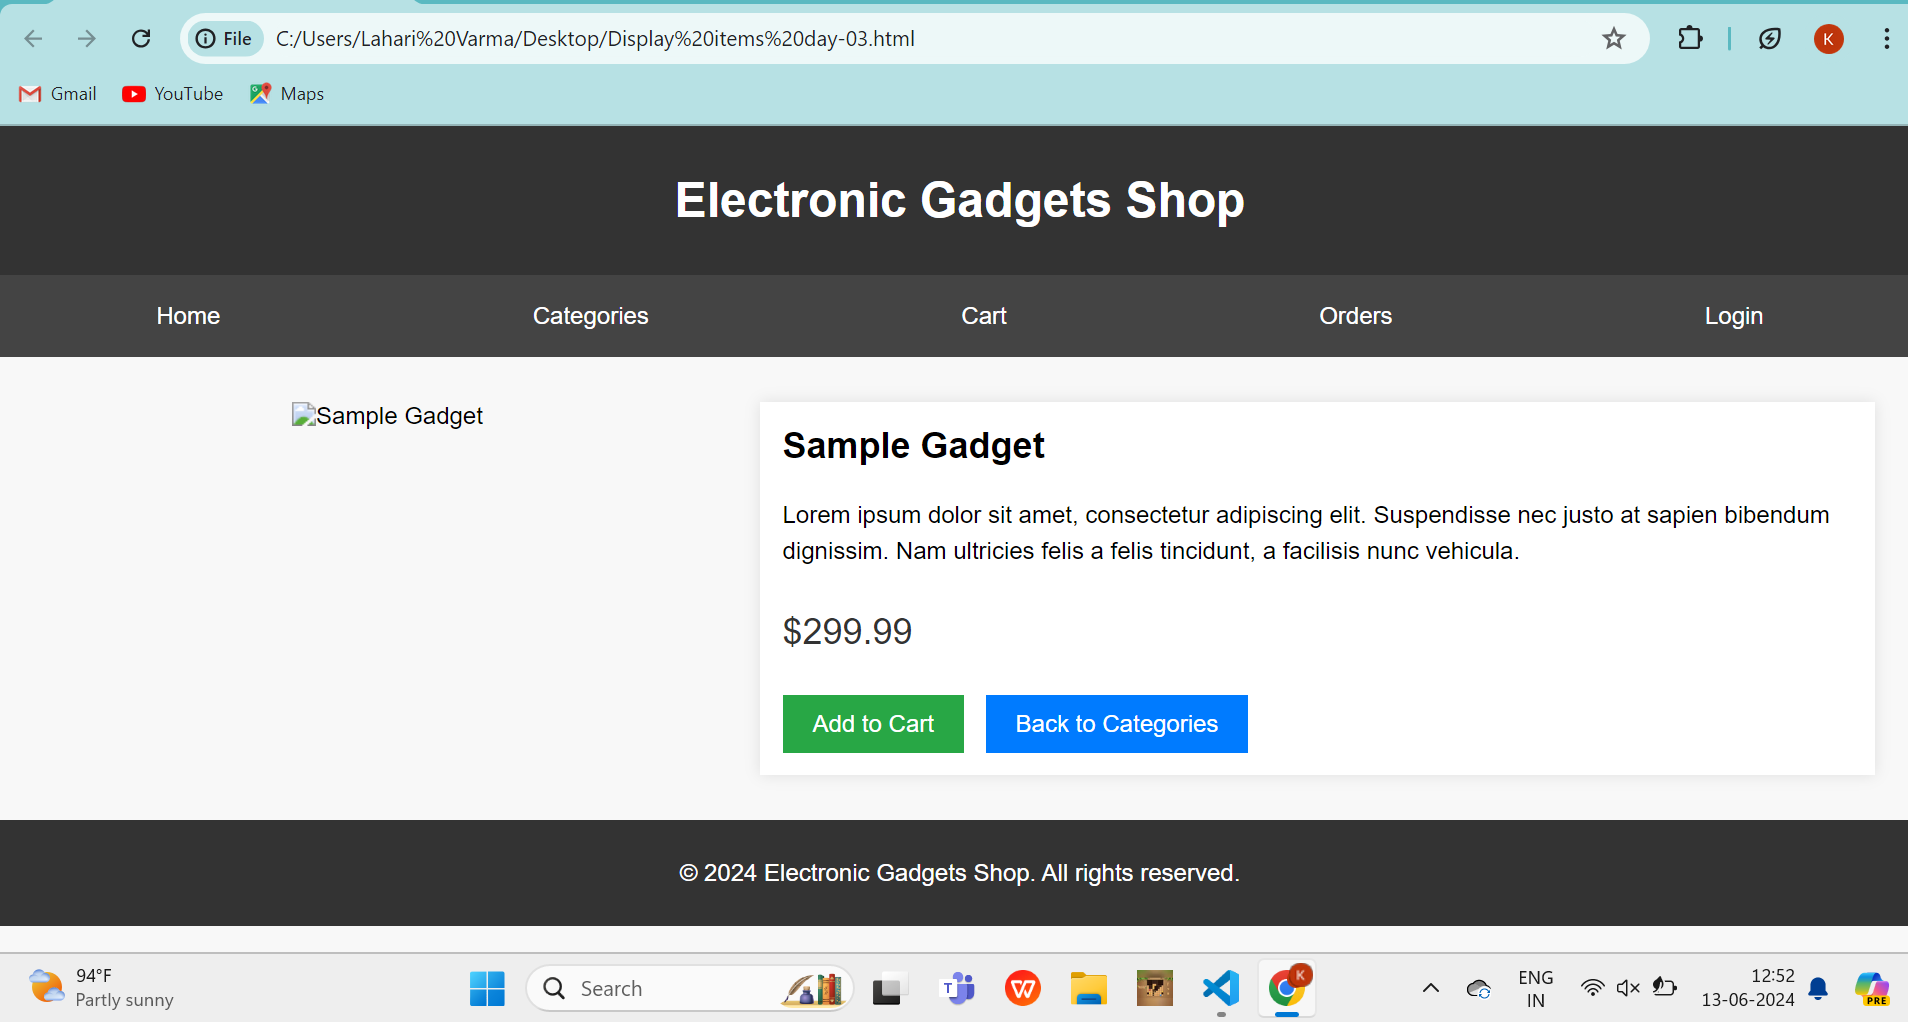 File C:/Users/Lahari%20Varma/Desktop/Display%20items%20day-03.html K
Gmail YouTube Maps
Electronic Gadgets Shop
Home Categories Cart Orders Login
Sample Gadget
Sample Gadget
Lorem ipsum dolor sit amet, consectetur adipiscing elit. Suspendisse nec justo at sapien bibendum
dignissim. Nam ultricies felis a felis tincidunt, a facilisis nunc vehicula.
$299.99
Add to Cart Back to Categories
© 2024 Electronic Gadgets Shop. All rights reserved.
94°F
Partly sunny
Search
T
W
K
ENG
IN
12:52
13-06-2024
PRE